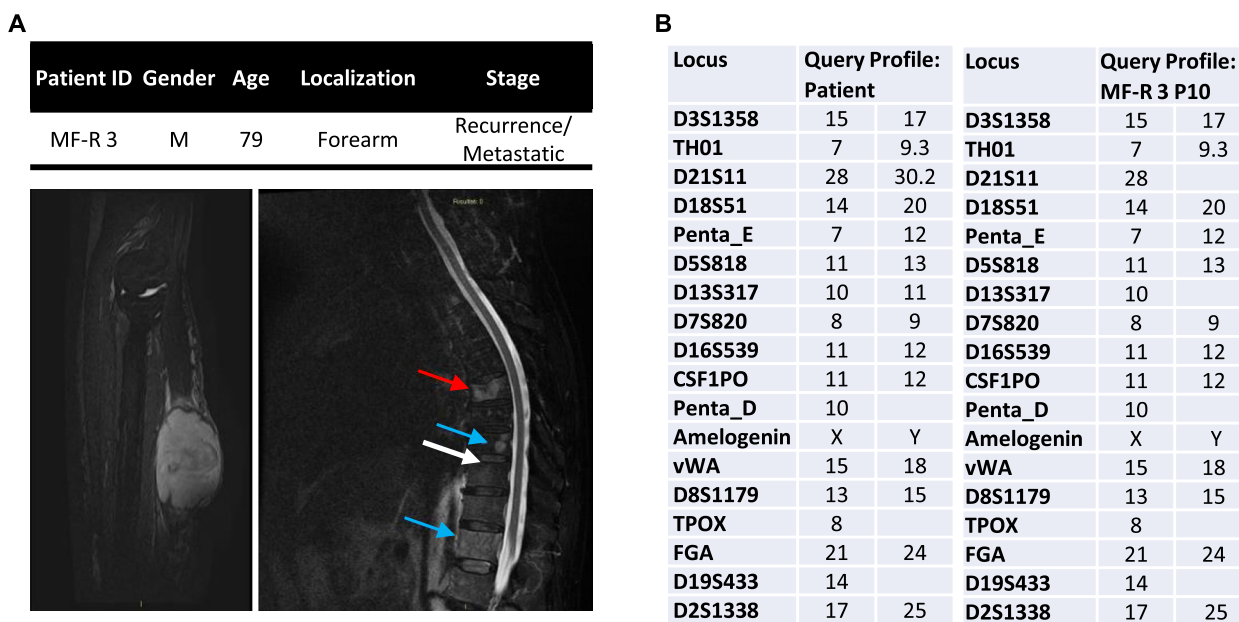 A
Patient ID Gender Age Localization Stage
MF-R 3 M 79 Forearm Recurrence/
Metastatic
B
Locus Query Profile:
Patient
D3S1358 15 17
TH01 7 9.3
D21S11 28 30.2
D18S51 14 20
Penta_E 7 12
D5S818 11 13
D13S317 10 11
D7S820 8 9
D16S539 11 12
CSF1PO 11 12
Penta_D 10
Amelogenin X Y
vWA 15 18
D8S1179 13 15
TPOX 8
FGA 21 24
D19S433 14
D2S1338 17 25
Locus Query Profile:
MF-R 3 P10
D3S1358 15 17
TH01 7 9.3
D21S11 28
D18S51 14 20
Penta_E 7 12
D5S818 11 13
D13S317 10
D7S820 8 9
D16S539 11 12
CSF1PO 11 12
Penta_D 10
Amelogenin X Y
vWA 15 18
D8S1179 13 15
TPOX 8
FGA 21 24
D19S433 14
D2S1338 17 25